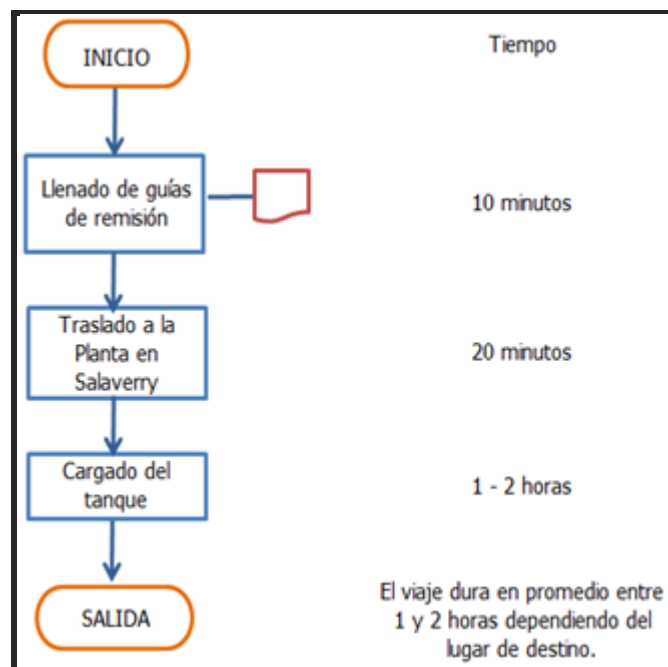 INICIO
Tiempo
Llenado de guías
de remisión
10 minutos
Traslado a la
Planta en
Salaverry
20 minutos
Cargado del
tanque
1 - 2 horas
SALIDA
El viaje dura en promedio entre
1 y 2 horas dependiendo del
lugar de destino.